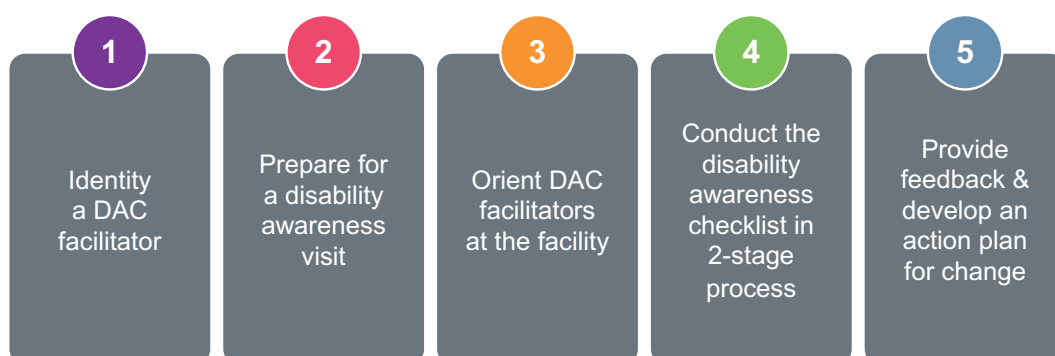 1
Identity
a DAC
facilitator
2
Prepare for
a disability
awareness
visit
3
Orient DAC
facilitators
at the facility
4
Conduct the
disability
awareness
checklist in
2-stage
process
5
Provide
feedback &
develop an
action plan
for change